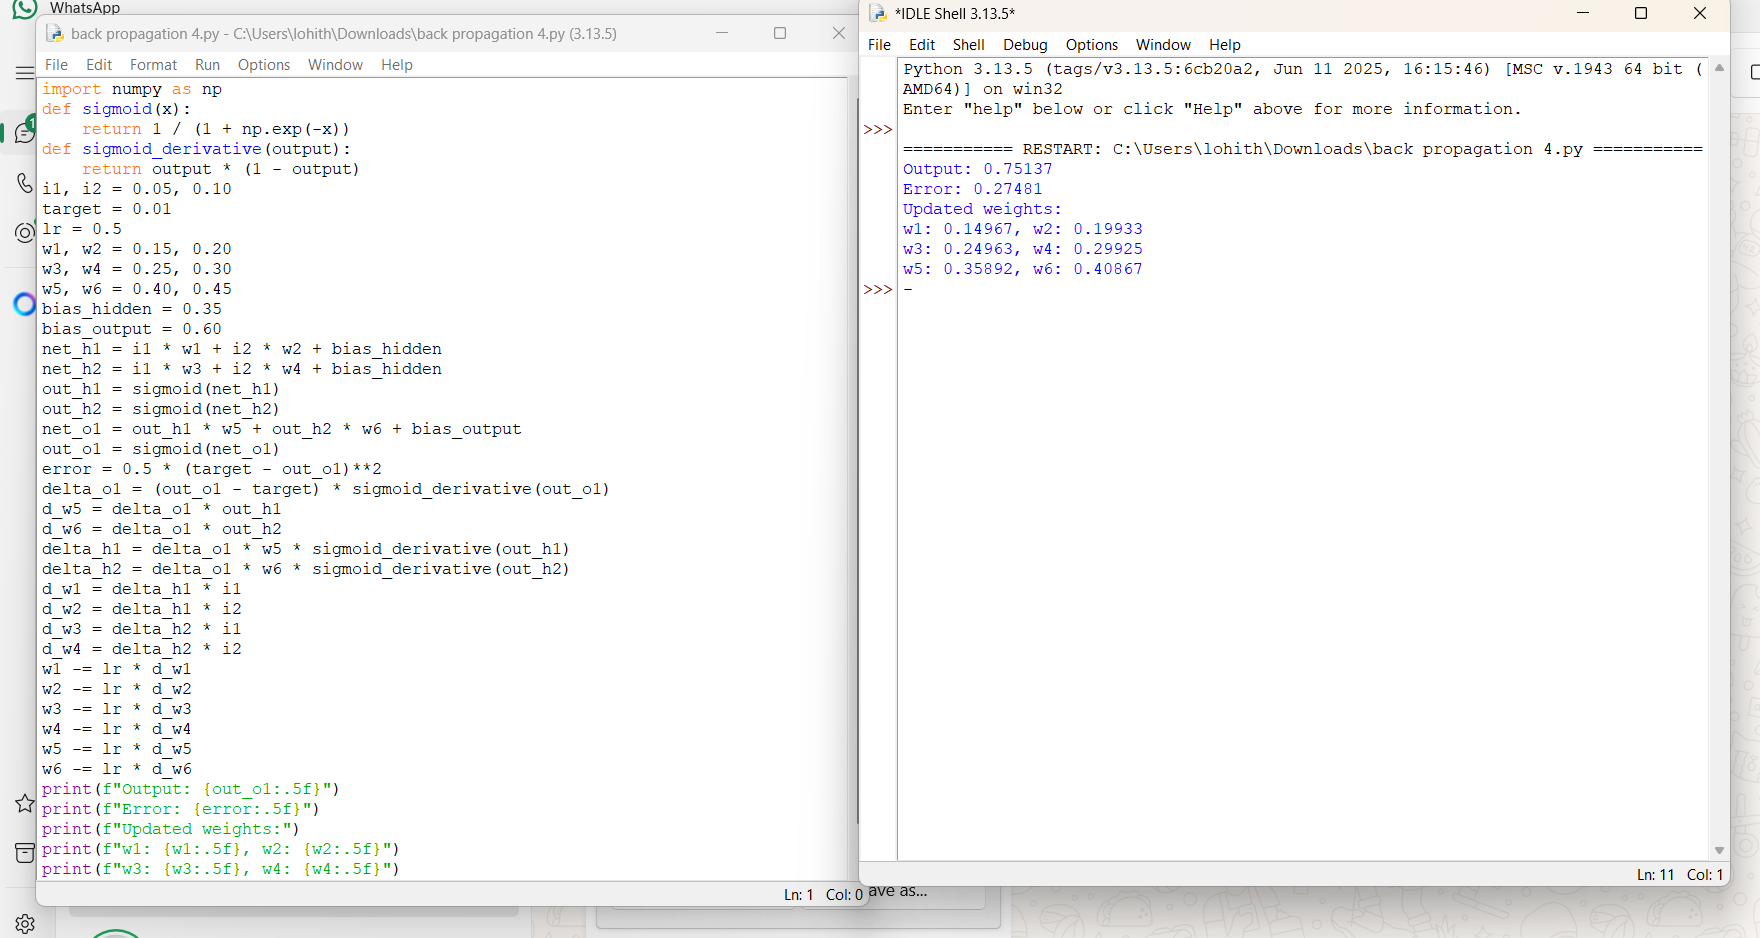 WhatsApp
1
back propagation 4.py - C:\Users\lohith\Downloads\back propagation 4.py (3.13.5)
File Edit Format Run Options Window Help
import numpy as np
def sigmoid(x):
    return 1 / (1 + np.exp(-x))
def sigmoid_derivative(output):
    return output * (1 - output)
i1, i2 = 0.05, 0.10
target = 0.01
lr = 0.5
w1, w2 = 0.15, 0.20
w3, w4 = 0.25, 0.30
w5, w6 = 0.40, 0.45
bias_hidden = 0.35
bias_output = 0.60
net_h1 = i1 * w1 + i2 * w2 + bias_hidden
net_h2 = i1 * w3 + i2 * w4 + bias_hidden
out_h1 = sigmoid(net_h1)
out_h2 = sigmoid(net_h2)
net_o1 = out_h1 * w5 + out_h2 * w6 + bias_output
out_o1 = sigmoid(net_o1)
error = 0.5 * (target - out_o1)**2
delta_o1 = (out_o1 - target) * sigmoid_derivative(out_o1)
d_w5 = delta_o1 * out_h1
d_w6 = delta_o1 * out_h2
delta_h1 = delta_o1 * w5 * sigmoid_derivative(out_h1)
delta_h2 = delta_o1 * w6 * sigmoid_derivative(out_h2)
d_w1 = delta_h1 * i1
d_w2 = delta_h1 * i2
d_w3 = delta_h2 * i1
d_w4 = delta_h2 * i2
w1 -= lr * d_w1
w2 -= lr * d_w2
w3 -= lr * d_w3
w4 -= lr * d_w4
w5 -= lr * d_w5
w6 -= lr * d_w6
print(f"Output: {out_o1:.5f}")
print(f"Error: {error:.5f}")
print(f"Updated weights:")
print(f"w1: {w1:.5f}, w2: {w2:.5f}")
print(f"w3: {w3:.5f}, w4: {w4:.5f}")
Ln: 1 Col: 0
*IDLE Shell 3.13.5*
File Edit Shell Debug Options Window Help
Python 3.13.5 (tags/v3.13.5:6cb20a2, Jun 11 2025, 16:15:46) [MSC v.1943 64 bit (
AMD64)] on win32
Enter "help" below or click "Help" above for more information.
>>>
=========== RESTART: C:\Users\lohith\Downloads\back propagation 4.py ===========
Output: 0.75137
Error: 0.27481
Updated weights:
w1: 0.14967, w2: 0.19933
w3: 0.24963, w4: 0.29925
w5: 0.35892, w6: 0.40867
>>> -
Ln: 11 Col: 1
ave as...